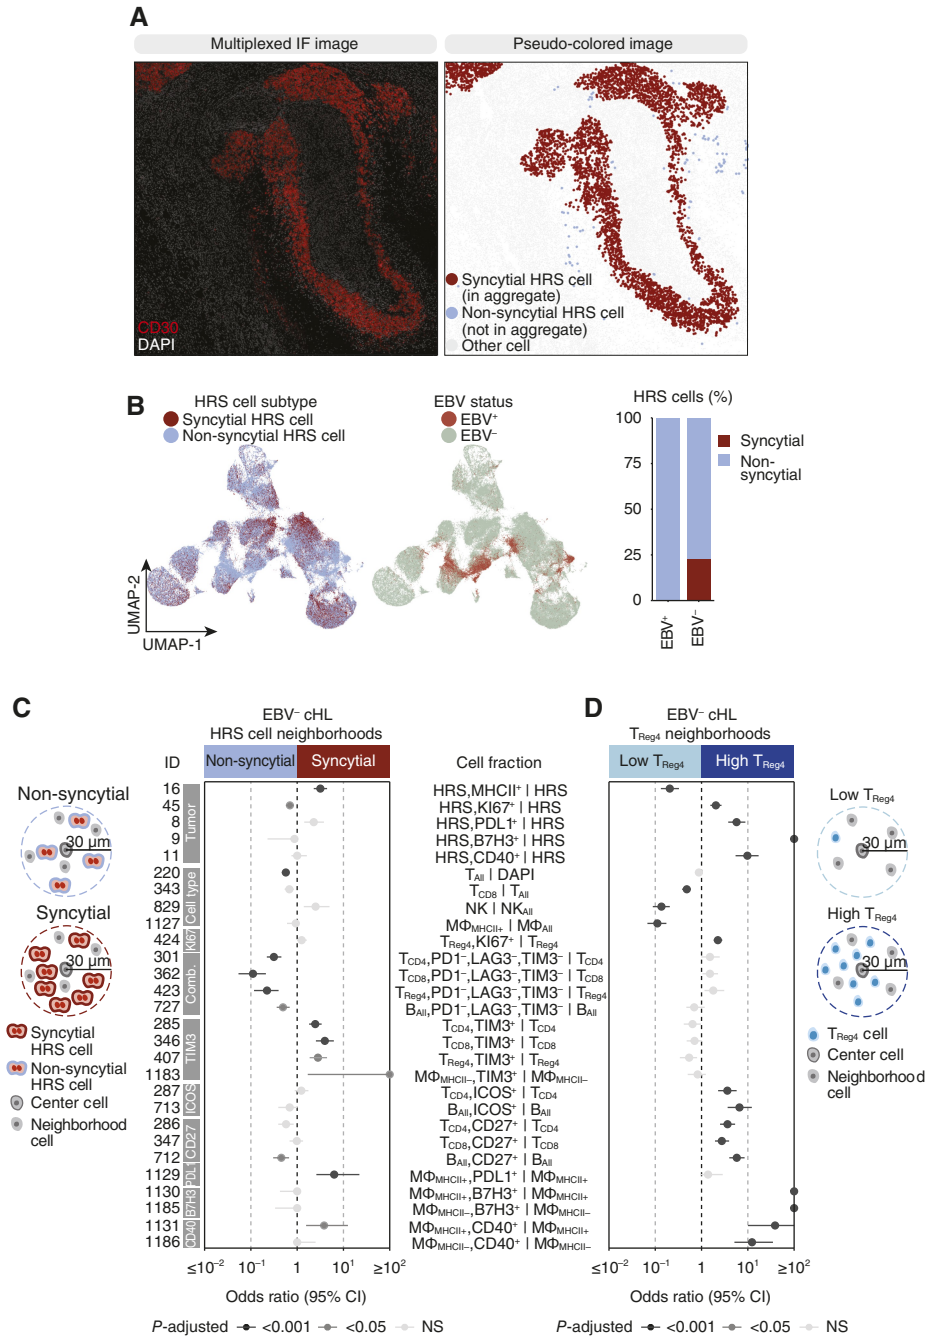 A
Multiplexed IF image
Pseudo-colored image
CD30
DAPI
Syncytial HRS cell
(in aggregate)
Non-syncytial HRS cell
(not in aggregate)
Other cell
B
HRS cell subtype
Syncytial HRS cell
Non-syncytial HRS cell
EBV status
EBV⁺
EBV⁻
UMAP-2
UMAP-1
HRS cells (%)
100
75
50
25
0
EBV⁺
EBV⁻
Syncytial
Non-
syncytial
C
EBV⁻ cHL
HRS cell neighborhoods
ID
Non-syncytial
Syncytial
Cell fraction
D
EBV⁻ cHL
TReg4 neighborhoods
Low TReg4
High TReg4
Non-syncytial
30 µm
Syncytial
30 µm
Syncytial
HRS cell
Non-syncytial
HRS cell
Center cell
Neighborhood
cell
Tumor
Cell type
KI67
Comb.
TIM3
ICOS
CD27
PDL1
B7H3
CD40
16 HRS,MHCII⁺ | HRS
45 HRS,KI67⁺ | HRS
8 HRS,PDL1⁺ | HRS
9 HRS,B7H3⁺ | HRS
11 HRS,CD40⁺ | HRS
220 TAll | DAPI
343 TCD8 | TAll
829 NK | NKAll
1127 MΦMHCII+ | MΦAll
424 TReg4,KI67⁺ | TReg4
301 TCD4,PD1⁻,LAG3⁻,TIM3⁻ | TCD4
362 TCD8,PD1⁻,LAG3⁻,TIM3⁻ | TCD8
423 TReg4,PD1⁻,LAG3⁻,TIM3⁻ | TReg4
727 BAll,PD1⁻,LAG3⁻,TIM3⁻ | BAll
285 TCD4,TIM3⁺ | TCD4
346 TCD8,TIM3⁺ | TCD8
407 TReg4,TIM3⁺ | TReg4
1183 MΦMHCII–,TIM3⁺ | MΦMHCII–
287 TCD4,ICOS⁺ | TCD4
713 BAll,ICOS⁺ | BAll
286 TCD4,CD27⁺ | TCD4
347 TCD8,CD27⁺ | TCD8
712 BAll,CD27⁺ | BAll
1129 MΦMHCII+,PDL1⁺ | MΦMHCII+
1130 MΦMHCII+,B7H3⁺ | MΦMHCII+
1185 MΦMHCII–,B7H3⁺ | MΦMHCII–
1131 MΦMHCII+,CD40⁺ | MΦMHCII+
1186 MΦMHCII–,CD40⁺ | MΦMHCII–
≤10⁻² 10⁻¹ 1 10¹ ≥10²
Odds ratio (95% CI)
P-adjusted <0.001 <0.05 NS
≤10⁻² 10⁻¹ 1 10¹ ≥10²
Odds ratio (95% CI)
P-adjusted <0.001 <0.05 NS
Low TReg4
30 µm
High TReg4
30 µm
TReg4 cell
Center cell
Neighborhood
cell